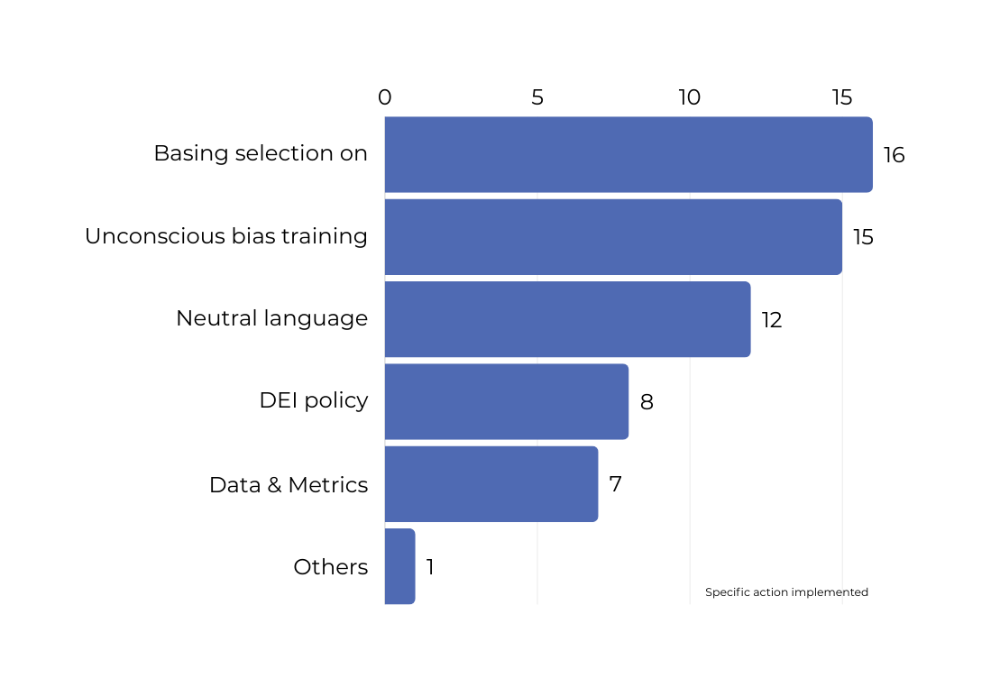 0 5 10 15
Basing selection on 16
Unconscious bias training 15
Neutral language 12
DEI policy 8
Data & Metrics 7
Others 1
Specific action implemented